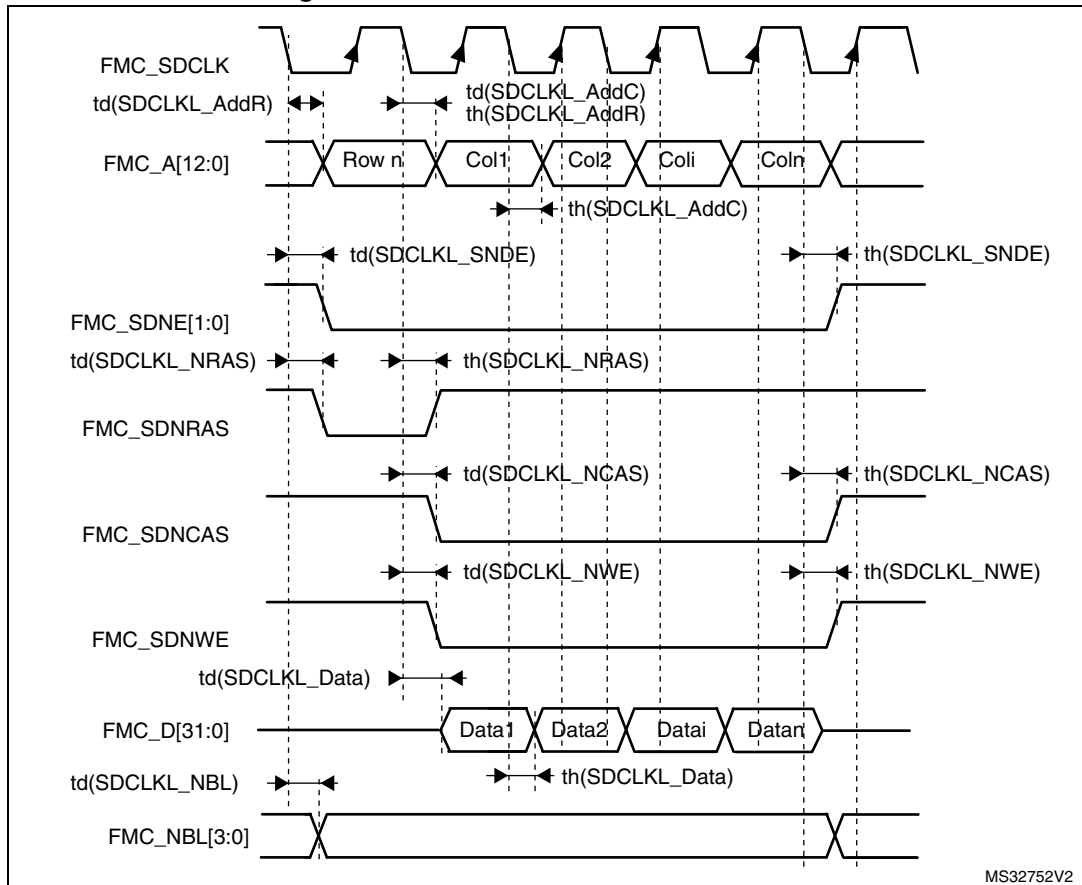 FMC_SDCLK
td(SDCLKL_AddR)
td(SDCLKL_AddC)
th(SDCLKL_AddR)
FMC_A[12:0]
Row n
Col1
Col2
Coli
Coln
th(SDCLKL_AddC)
td(SDCLKL_SNDE)
th(SDCLKL_SNDE)
FMC_SDNE[1:0]
td(SDCLKL_NRAS)
th(SDCLKL_NRAS)
FMC_SDNRAS
td(SDCLKL_NCAS)
th(SDCLKL_NCAS)
FMC_SDNCAS
td(SDCLKL_NWE)
th(SDCLKL_NWE)
FMC_SDNWE
td(SDCLKL_Data)
FMC_D[31:0]
Data1
Data2
Datai
Datan
td(SDCLKL_NBL)
th(SDCLKL_Data)
FMC_NBL[3:0]
MS32752V2